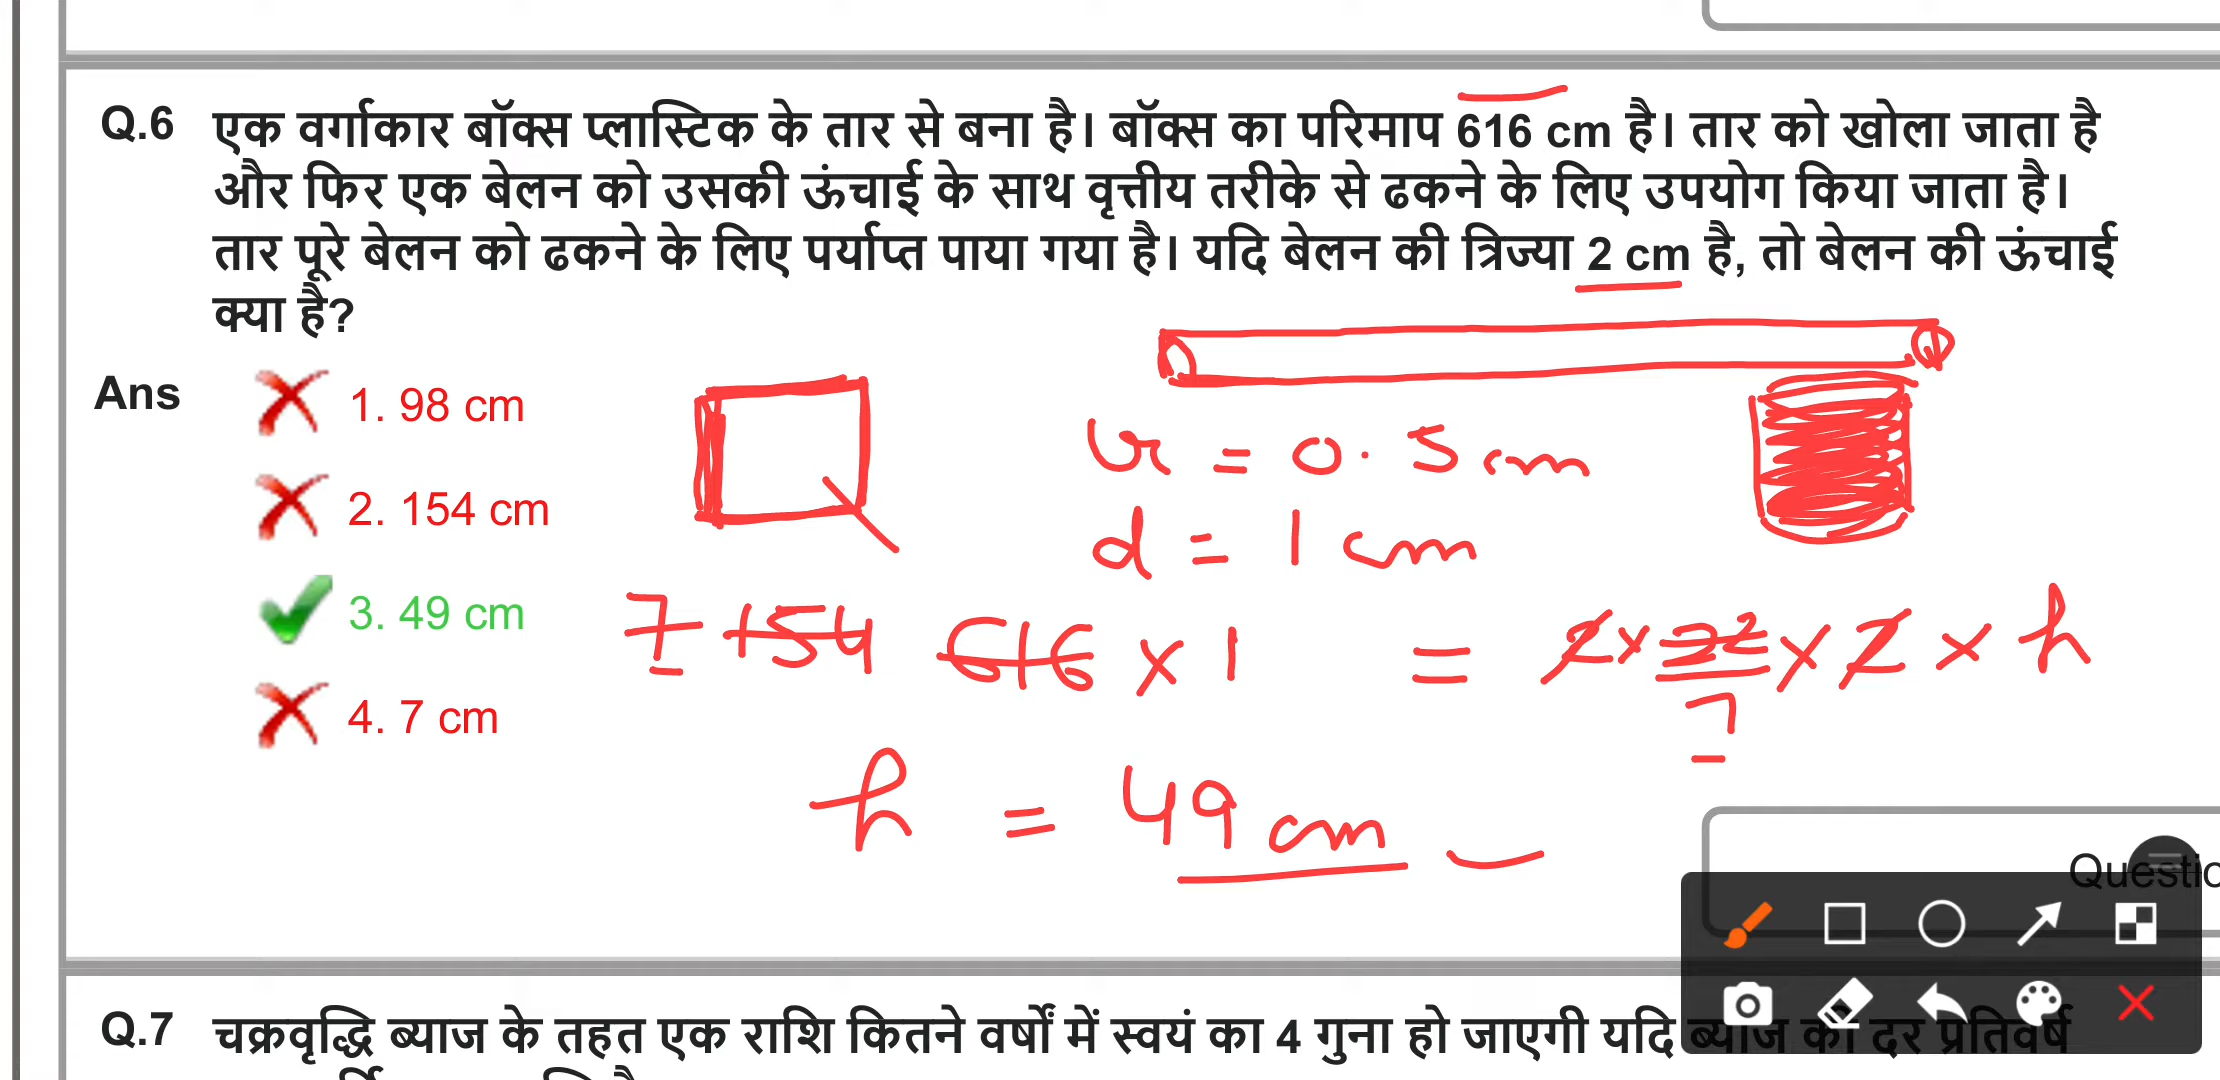 Q.6 एक वर्गाकार बॉक्स प्लास्टिक के तार से बना है। बॉक्स का परिमाप 616 cm है। तार को खोला जाता है
और फिर एक बेलन को उसकी ऊंचाई के साथ वृत्तीय तरीके से ढकने के लिए उपयोग किया जाता है।
तार पूरे बेलन को ढकने के लिए पर्याप्त पाया गया है। यदि बेलन की त्रिज्या 2 cm है, तो बेलन की ऊंचाई
क्या है?
Ans 1. 98 cm
2. 154 cm
3. 49 cm
4. 7 cm
r = 0.5 cm
d = 1 cm
7 154 616 × 1 = 2 × 22/7 × 2 × h
h = 49 cm
Q.7 चक्रवृद्धि ब्याज के तहत एक राशि कितने वर्षों में स्वयं का 4 गुना हो जाएगी यदि ब्याज की दर प्रतिवर्ष